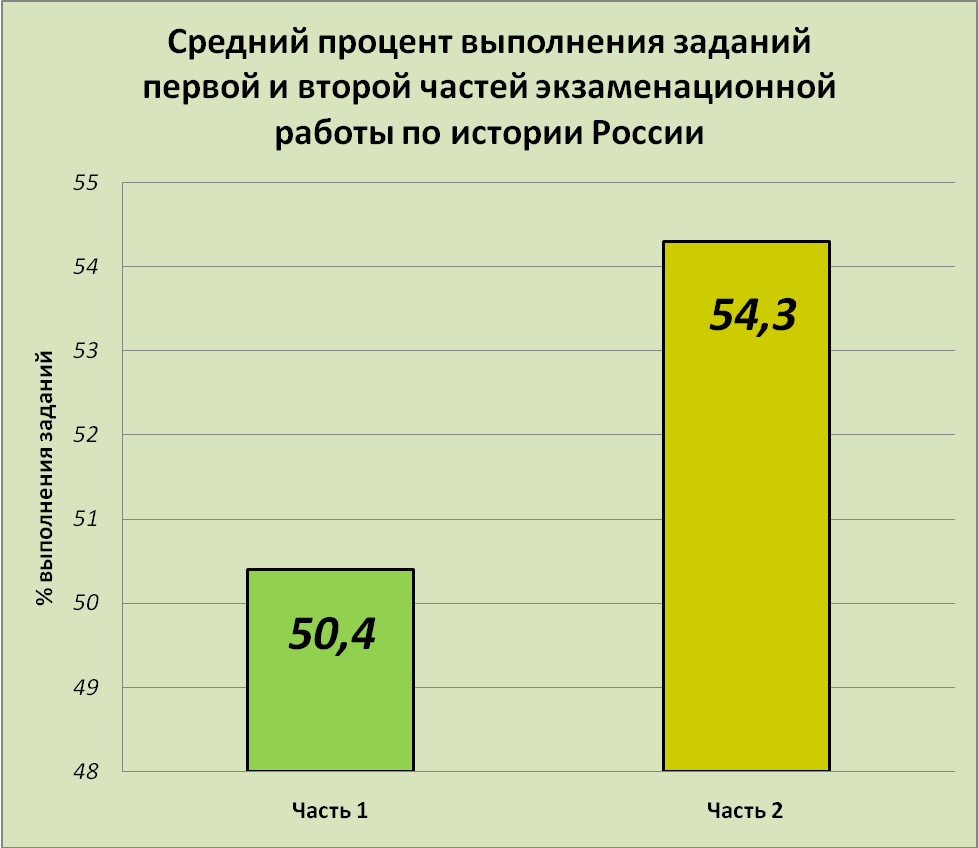 Средний процент выполнения заданий
первой и второй частей экзаменационной
работы по истории России
% выполнения заданий
55
54
53
52
51
50
49
48
50,4
54,3
Часть 1
Часть 2